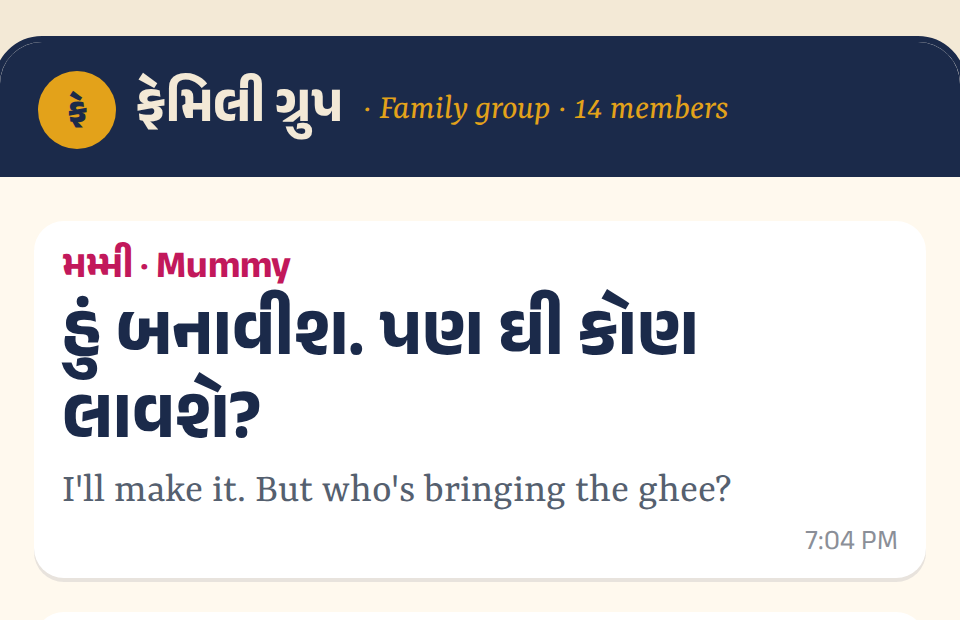 ફે
ફેમિલી ગ્રુપ · Family group · 14 members
મમ્મી · Mummy
હું બનાવીશ. પણ ઘી કોણ
લાવશે?
I'll make it. But who's bringing the ghee?
7:04 PM